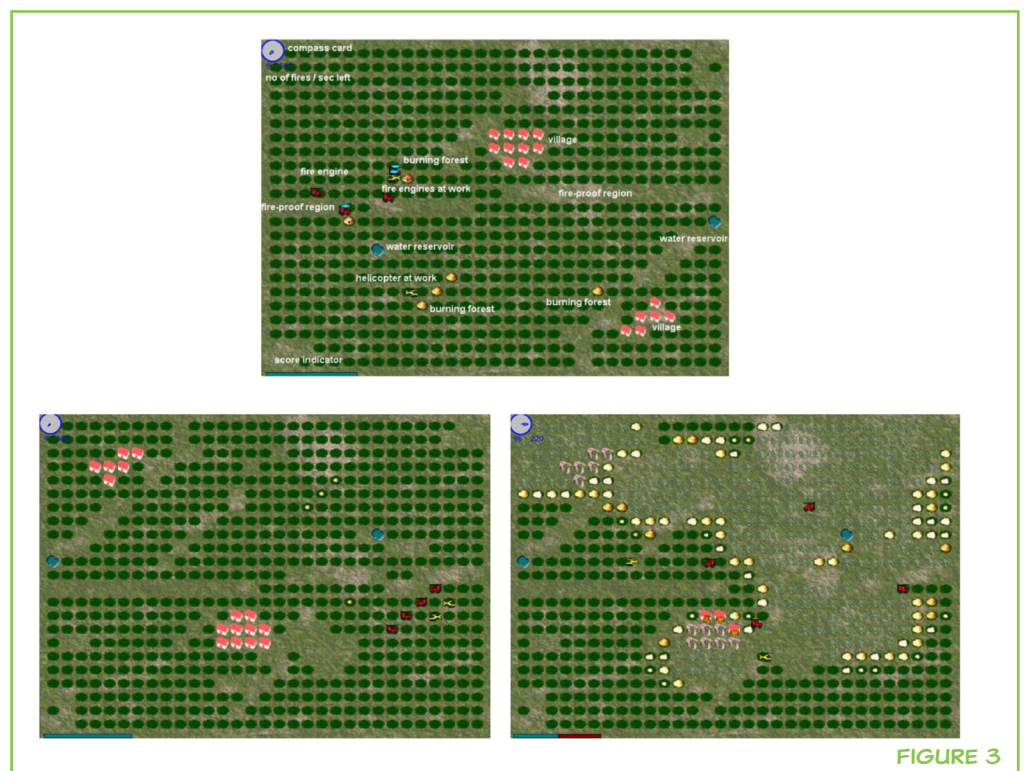 compass card
no of fires / sec left
village
burning forest
fire engine
fire engines at work
fire-proof region
fire-proof region
water reservoir
water reservoir
helicopter at work
burning forest
burning forest
village
score indicator
FIGURE 3